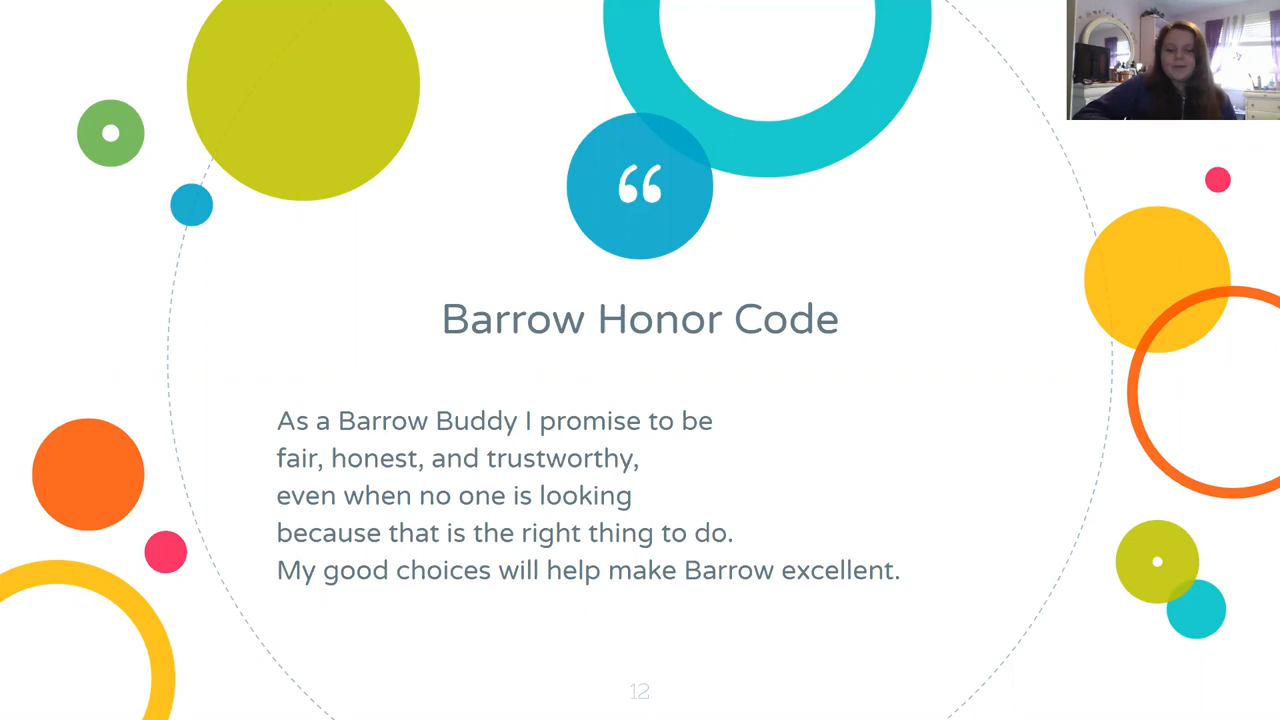 “
Barrow Honor Code
As a Barrow Buddy I promise to be
fair, honest, and trustworthy,
even when no one is looking
because that is the right thing to do.
My good choices will help make Barrow excellent.
12